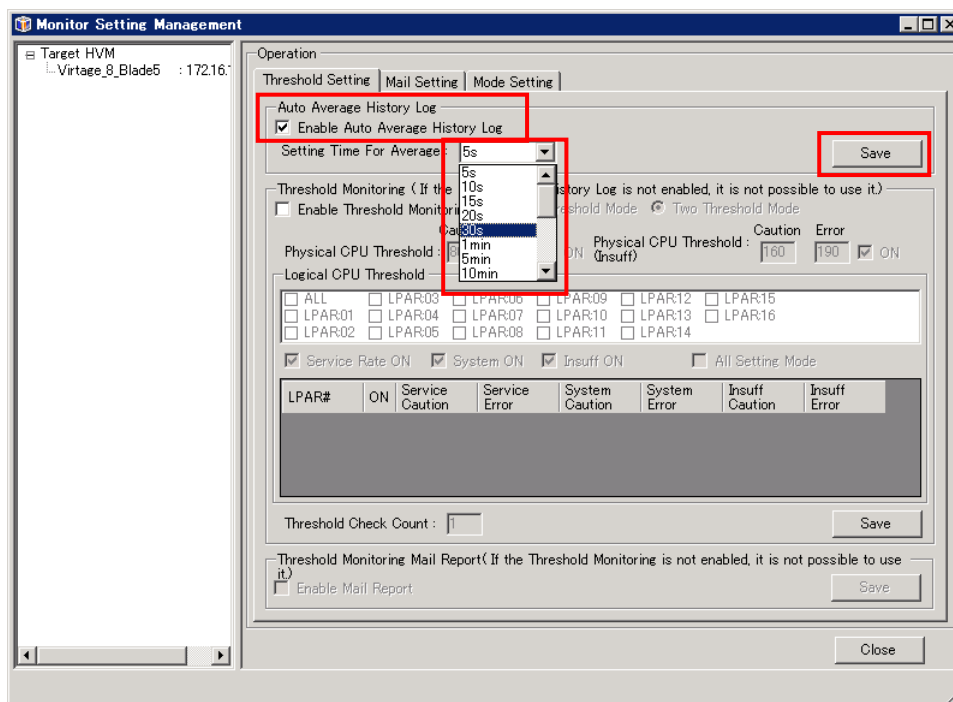 Monitor Setting Management
Target HVM
Virtage_8_Blade5 : 172.16.
Operation
Threshold Setting Mail Setting Mode Setting
Auto Average History Log
Enable Auto Average History Log
Setting Time For Average: 5s
Save
5s
10s
15s
20s
30s
1min
5min
10min
Threshold Monitoring ( If the story Log is not enabled, it is not possible to use it.)
Enable Threshold Monitori eshold Mode Two Threshold Mode
Caution Error
Physical CPU Threshold : ON Physical CPU Threshold : (Insuff) 160 190 ON
Logical CPU Threshold
ALL LPAR:03 LPAR:06 LPAR:09 LPAR:12 LPAR:15
LPAR:01 LPAR:04 LPAR:07 LPAR:10 LPAR:13 LPAR:16
LPAR:02 LPAR:05 LPAR:08 LPAR:11 LPAR:14
Service Rate ON System ON Insuff ON All Setting Mode
LPAR# ON Service Caution Service Error System Caution System Error Insuff Caution Insuff Error
Threshold Check Count : 1 Save
Threshold Monitoring Mail Report( If the Threshold Monitoring is not enabled, it is not possible to use
it.)
Enable Mail Report Save
Close